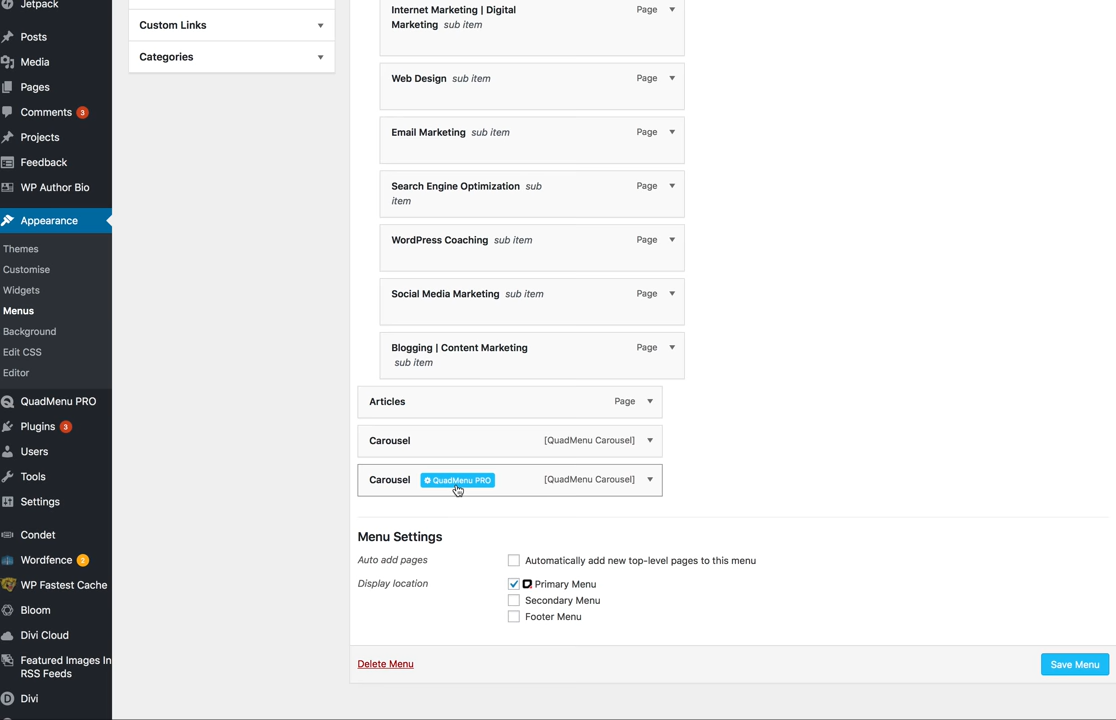 Jetpack
Posts
Media
Pages
Comments 3
Projects
Feedback
WP Author Bio
Appearance
Themes
Customise
Widgets
Menus
Background
Edit CSS
Editor
QuadMenu PRO
Plugins 3
Users
Tools
Settings
Condet
Wordfence 2
WP Fastest Cache
Bloom
Divi Cloud
Featured Images In
RSS Feeds
Divi
Custom Links
Categories
Internet Marketing | Digital Page
Marketing sub item
Web Design sub item Page
Email Marketing sub item Page
Search Engine Optimization sub Page
item
WordPress Coaching sub item Page
Social Media Marketing sub item Page
Blogging | Content Marketing Page
sub item
Articles Page
Carousel [QuadMenu Carousel]
Carousel QuadMenu PRO [QuadMenu Carousel]
Menu Settings
Auto add pages Automatically add new top-level pages to this menu
Display location Primary Menu
Secondary Menu
Footer Menu
Delete Menu Save Menu